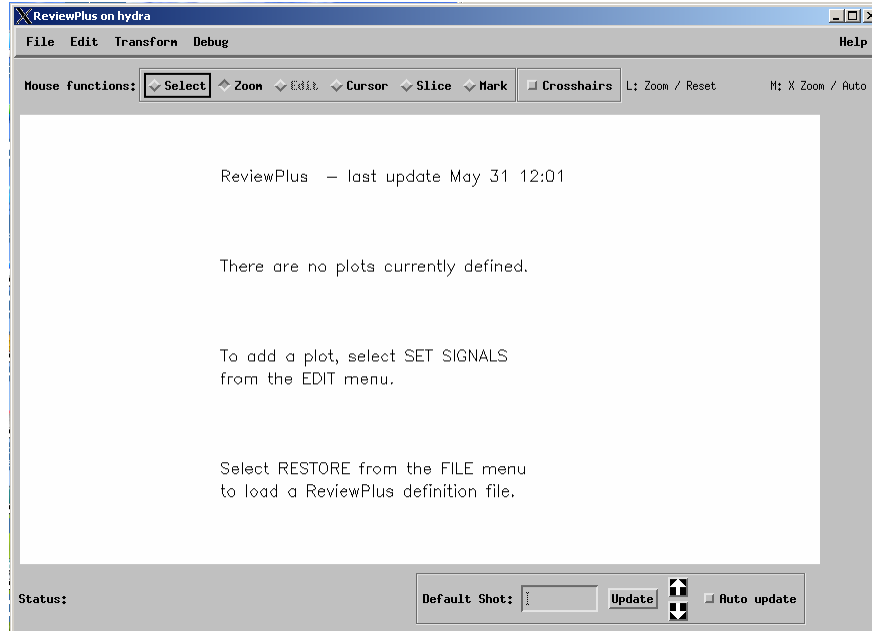 ReviewPlus on hydra
File Edit Transform Debug Help
Mouse functions: Select Zoom Edit Cursor Slice Mark Crosshairs L: Zoom / Reset M: X Zoom / Auto
ReviewPlus - last update May 31 12:01
There are no plots currently defined.
To add a plot, select SET SIGNALS
from the EDIT menu.
Select RESTORE from the FILE menu
to load a ReviewPlus definition file.
Status: Default Shot: Update Auto update